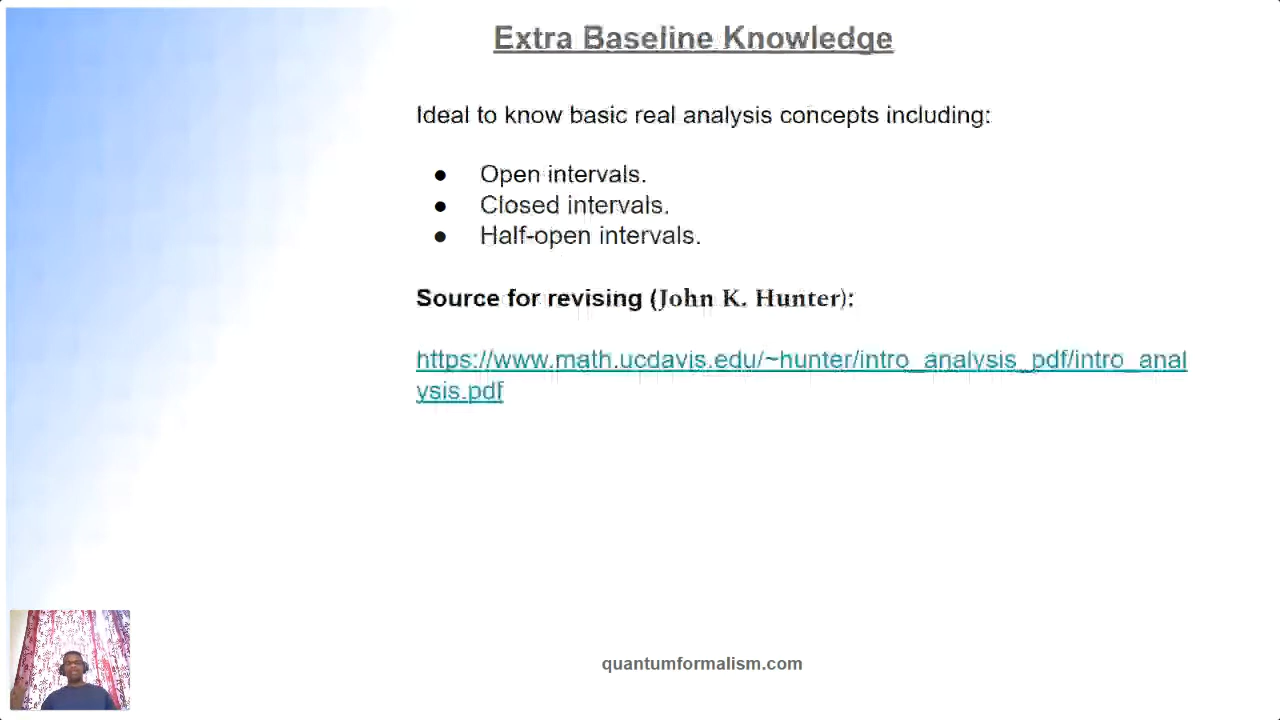 Extra Baseline Knowledge
Ideal to know basic real analysis concepts including:
● Open intervals.
● Closed intervals.
● Half-open intervals.
Source for revising (John K. Hunter):
https://www.math.ucdavis.edu/~hunter/intro_analysis_pdf/intro_anal
ysis.pdf
quantumformalism.com